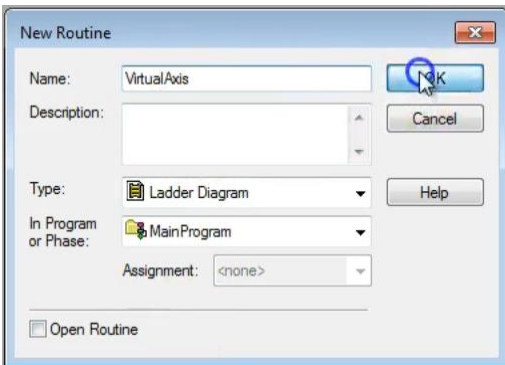 New Routine
Name: VirtualAxis OK
Description: Cancel
Type: Ladder Diagram Help
In Program
or Phase: MainProgram
Assignment: <none>
Open Routine